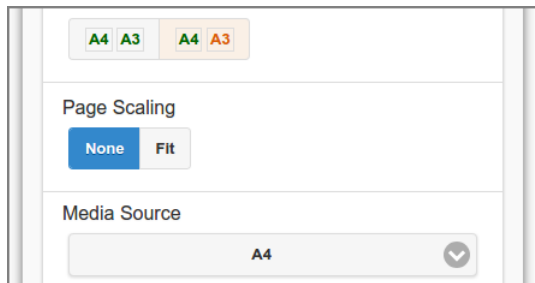 A4 A3 A4 A3
Page Scaling
None Fit
Media Source
A4